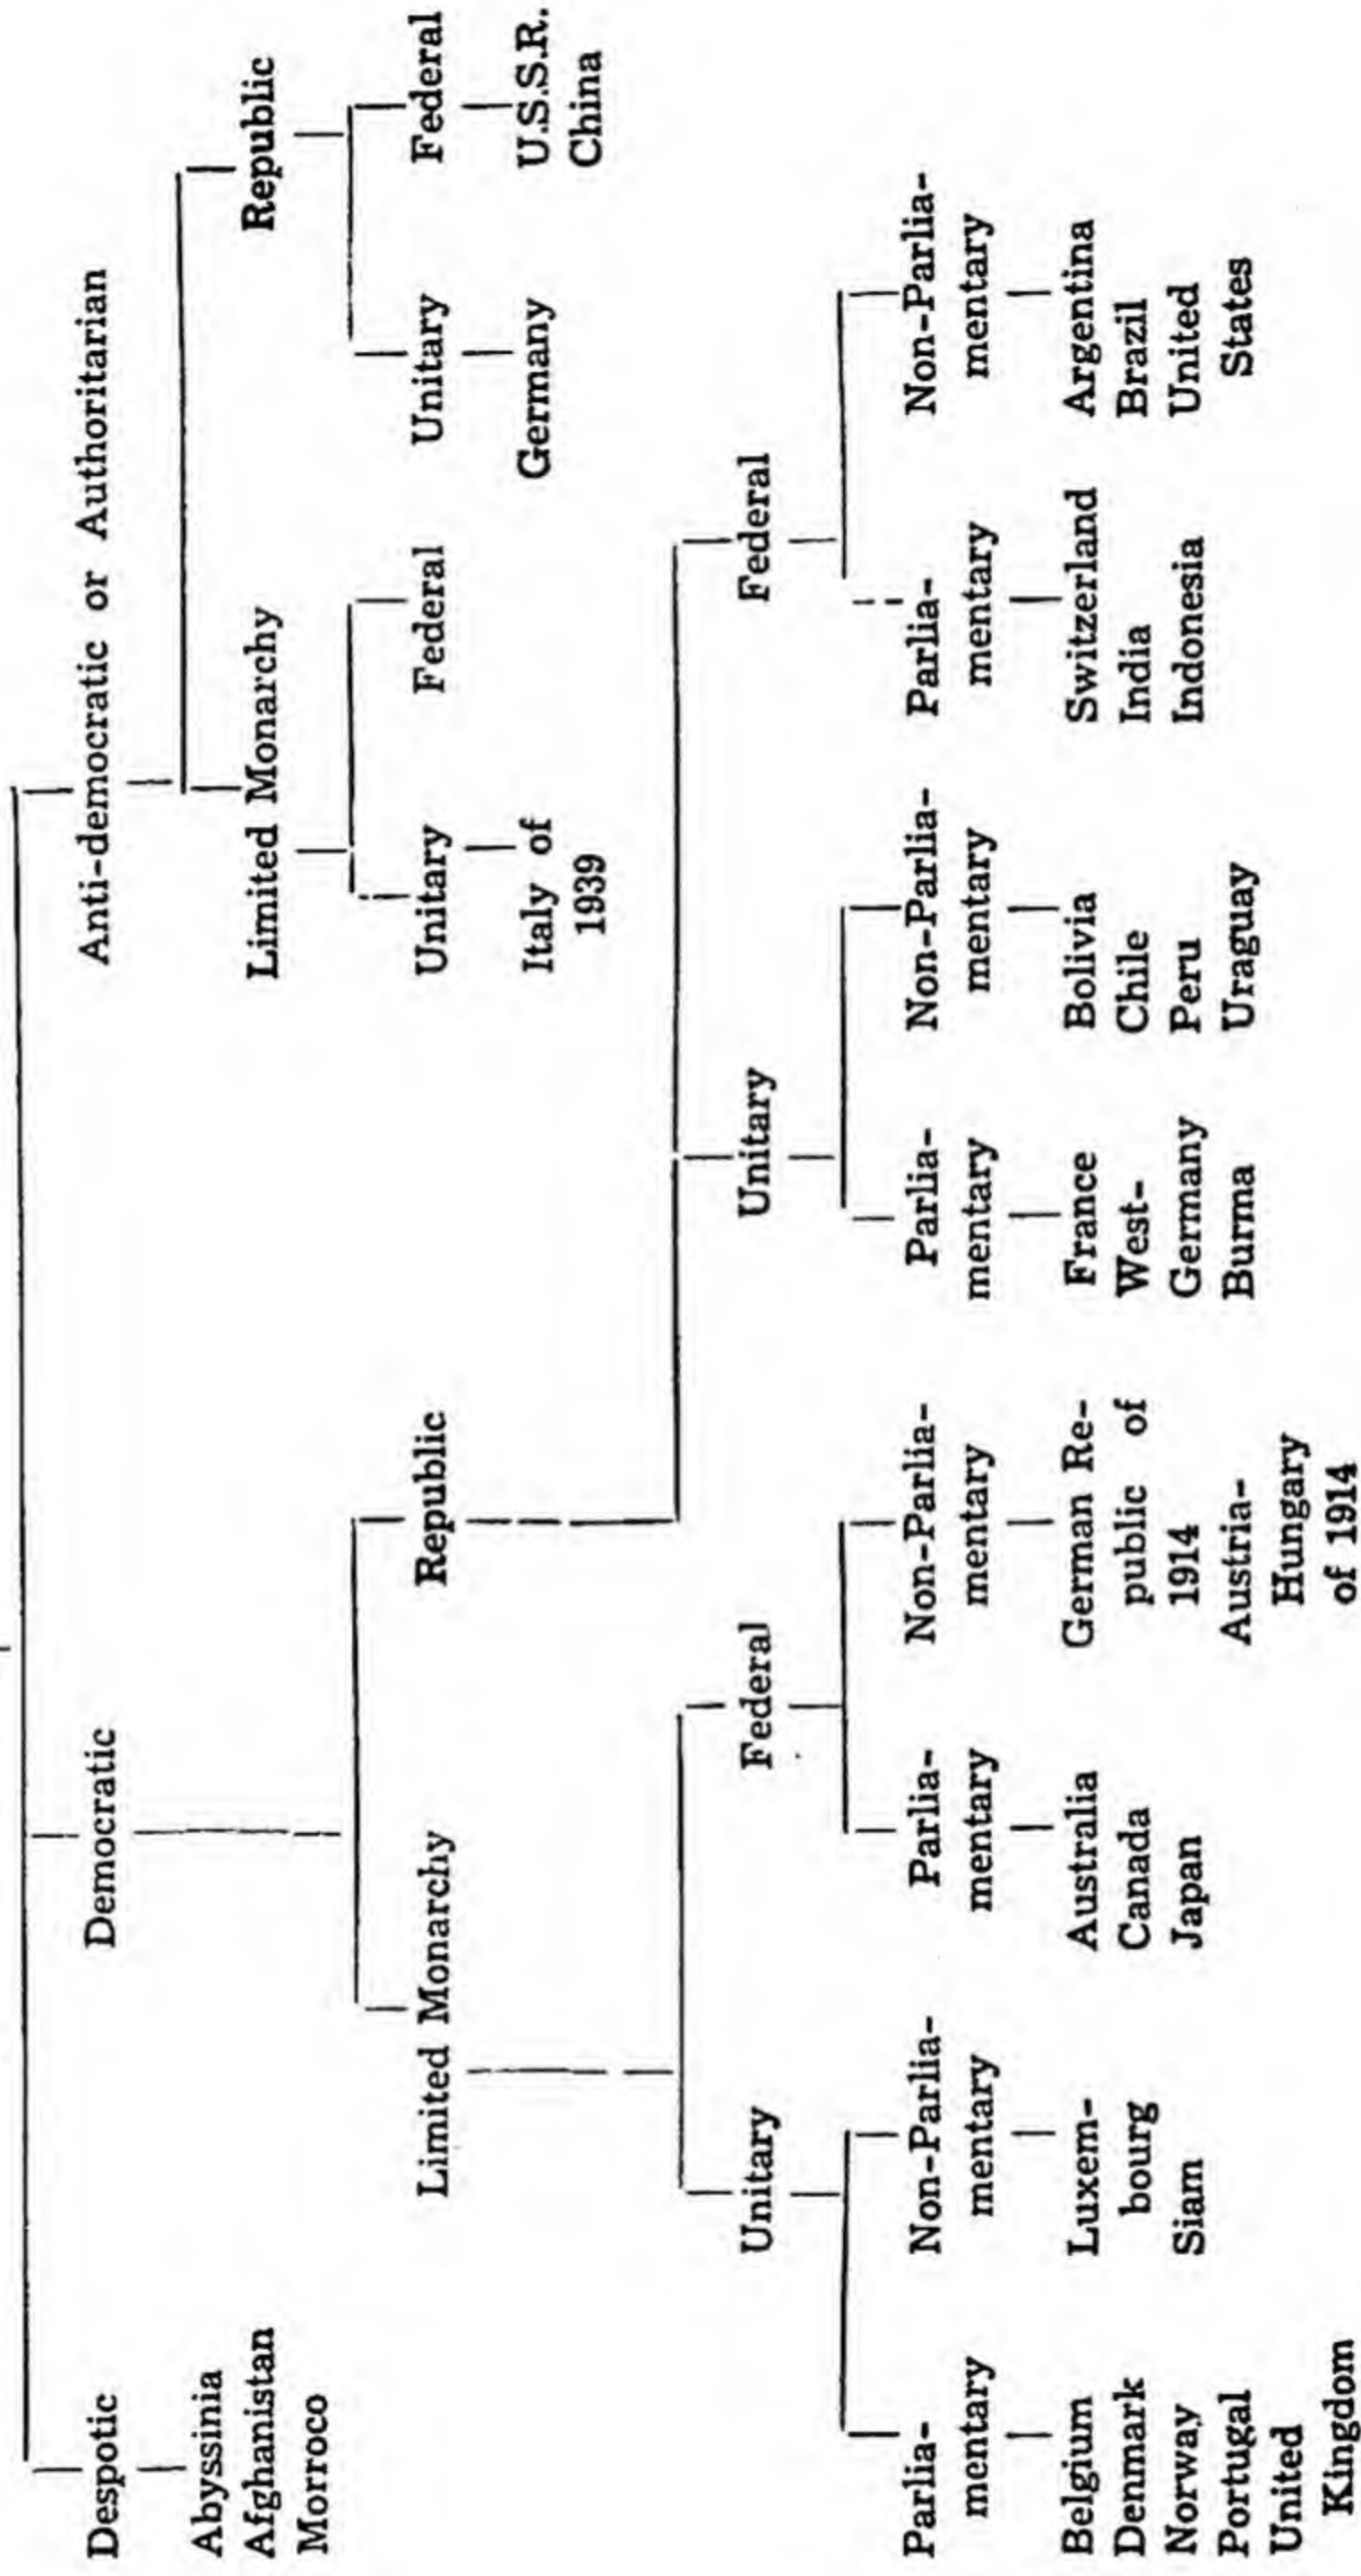 Despotic
Abyssinia
Afghanistan
Morroco
Democratic
Limited Monarchy
Unitary
Parlia-
mentary
Belgium
Denmark
Norway
Portugal
United
Kingdom
Non-Parlia-
mentary
Luxem-
bourg
Siam
Federal
Parlia-
mentary
Australia
Canada
Japan
Non-Parlia-
mentary
German Re-
public of
1914
Austria-
Hungary
of 1914
Republic
Unitary
Parlia-
mentary
France
West-
Germany
Burma
Non-Parlia-
mentary
Bolivia
Chile
Peru
Uraguay
Federal
Parlia-
mentary
Switzerland
India
Indonesia
Non-Parlia-
mentary
Argentina
Brazil
United
States
Anti-democratic or Authoritarian
Limited Monarchy
Unitary
Italy of
1939
Federal
Republic
Unitary
Germany
Federal
U.S.S.R.
China